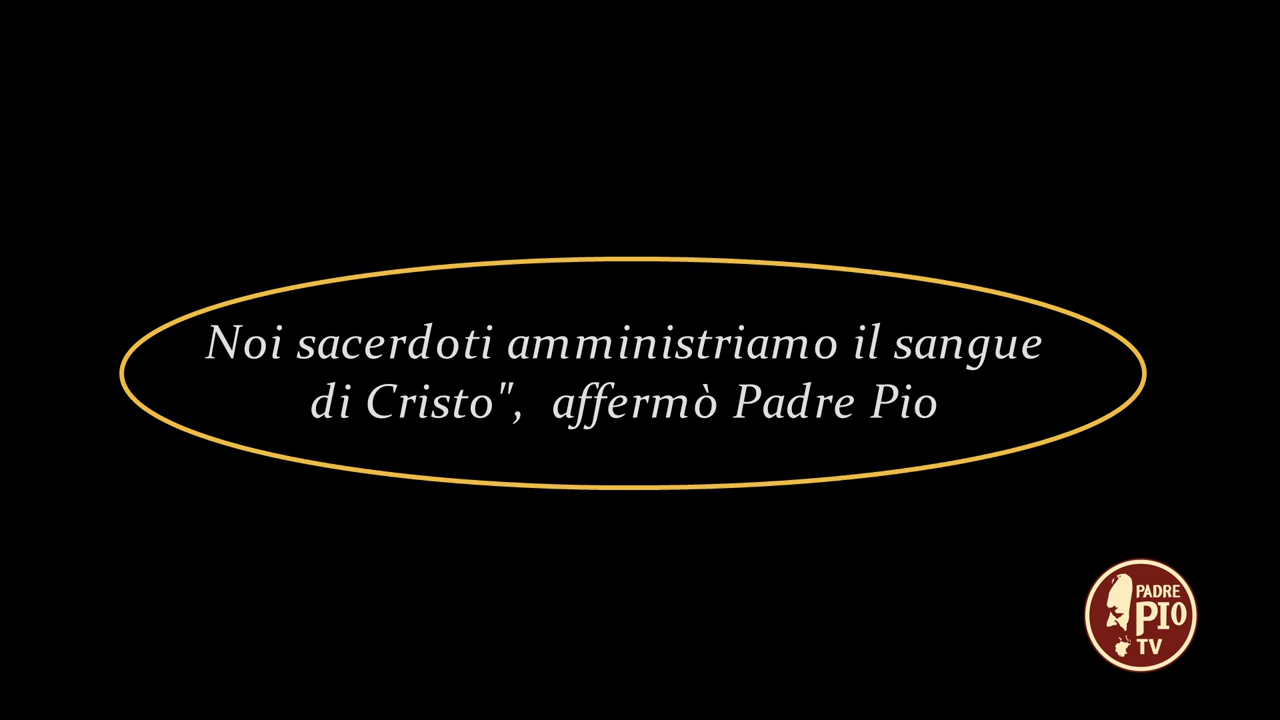 Noi sacerdoti amministriamo il sangue
di Cristo",  affermò Padre Pio
PADRE
PIO
TV